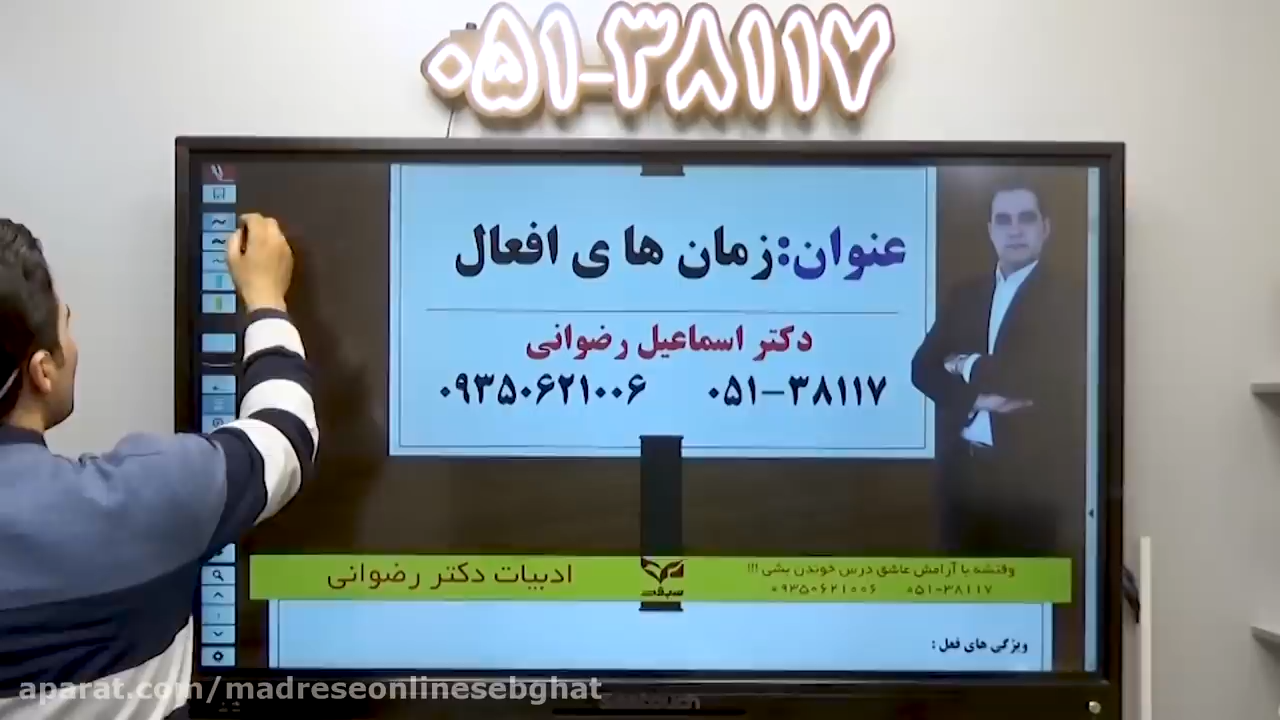 ۰۵۱-۳۸۱۱۷
عنوان:زمان ها ی افعال
دکتر اسماعیل رضوانی
۰۵۱-۳۸۱۱۷ ۰۹۳۵۰۶۲۱۰۰۶
وقتشه با آرامش عاشق درس خوندن بشی !!!
۰۵۱-۳۸۱۱۷ ۰۹۳۵۰۶۲۱۰۰۶
سبقت
ادبیات دکتر رضوانی
ویژگی های فعل :
aparat.com/madreseonlinesebghat